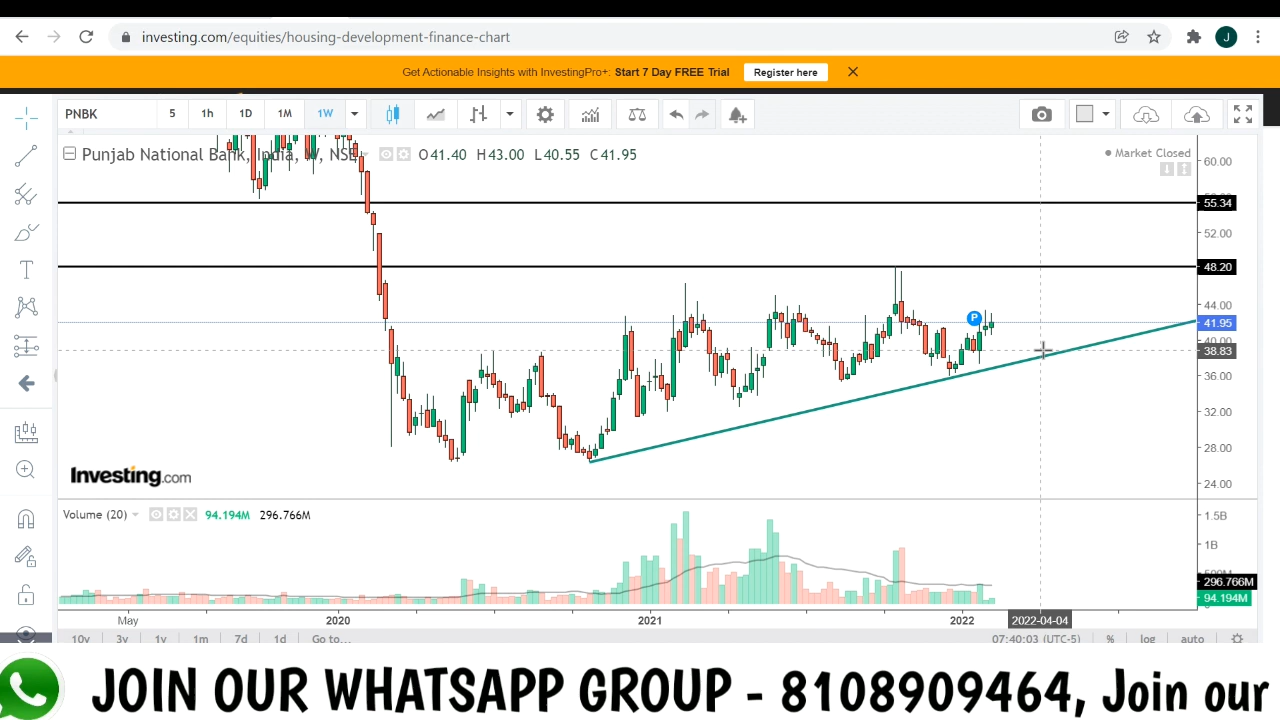 investing.com/equities/housing-development-finance-chart
J
Get Actionable Insights with InvestingPro+: Start 7 Day FREE Trial
Register here
PNBK 5 1h 1D 1M 1W
Punjab National Bank, India, W, NSE O41.40 H43.00 L40.55 C41.95
Market Closed
60.00
55.34
52.00
48.20
44.00
P
41.95
40.00
38.83
36.00
32.00
28.00
24.00
Investing.com
Volume (20) 94.194M 296.766M
1.5B
1B
296.766M
94.194M
May 2020 2021 2022 2022-04-04
10y 3y 1y 1m 7d 1d Go to... 07:40:03 (UTC-5) % log auto
JOIN OUR WHATSAPP GROUP - 8108909464, Join our